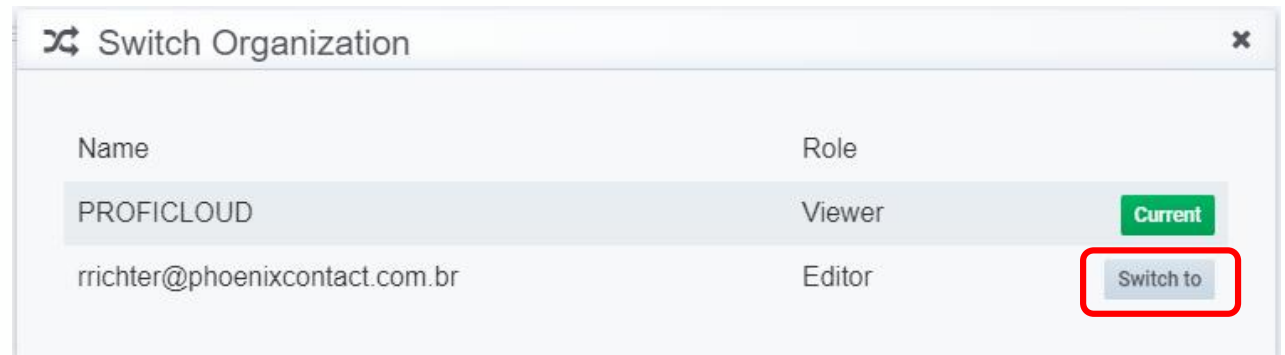 Switch Organization
Name Role
PROFICLOUD Viewer Current
rrichter@phoenixcontact.com.br Editor Switch to